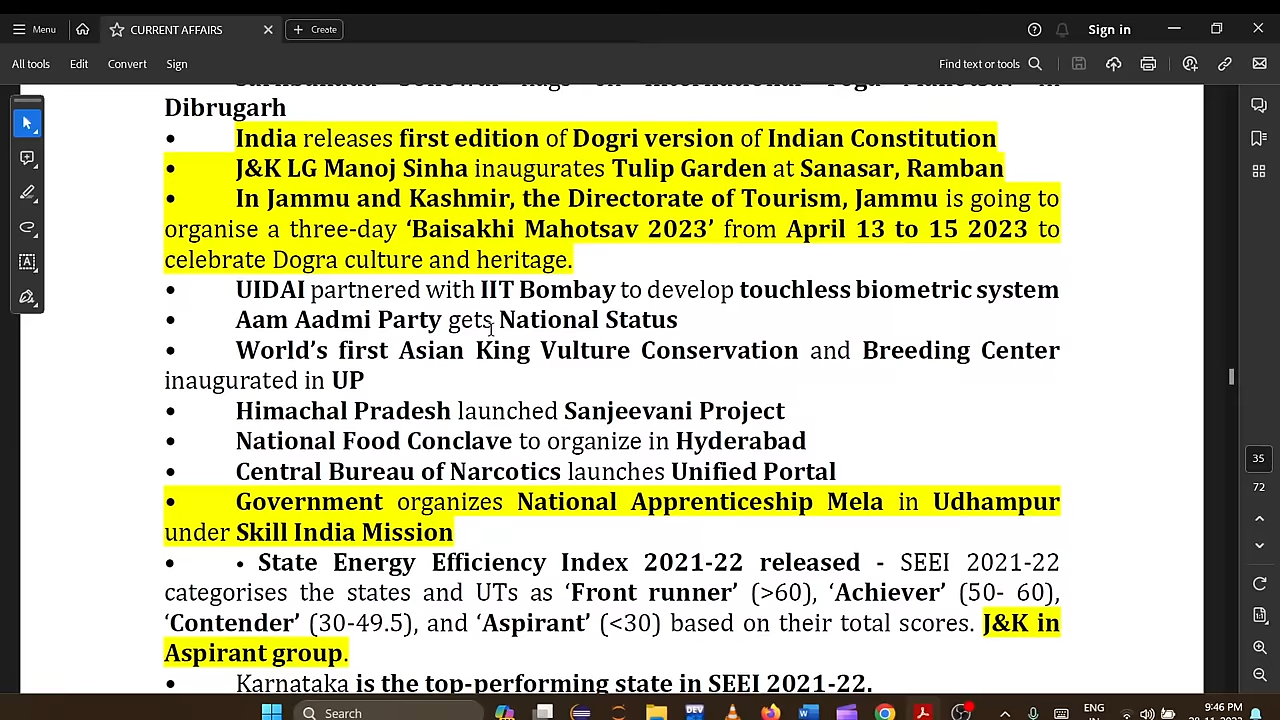 Menu
CURRENT AFFAIRS
Create
Sign in
All tools Edit Convert Sign
Find text or tools
Dibrugarh
• India releases first edition of Dogri version of Indian Constitution
• J&K LG Manoj Sinha inaugurates Tulip Garden at Sanasar, Ramban
• In Jammu and Kashmir, the Directorate of Tourism, Jammu is going to
organise a three-day ‘Baisakhi Mahotsav 2023’ from April 13 to 15 2023 to
celebrate Dogra culture and heritage.
• UIDAI partnered with IIT Bombay to develop touchless biometric system
• Aam Aadmi Party gets National Status
• World’s first Asian King Vulture Conservation and Breeding Center
inaugurated in UP
• Himachal Pradesh launched Sanjeevani Project
• National Food Conclave to organize in Hyderabad
• Central Bureau of Narcotics launches Unified Portal
• Government organizes National Apprenticeship Mela in Udhampur
under Skill India Mission
• • State Energy Efficiency Index 2021-22 released - SEEI 2021-22
categorises the states and UTs as ‘Front runner’ (>60), ‘Achiever’ (50- 60),
‘Contender’ (30-49.5), and ‘Aspirant’ (<30) based on their total scores. J&K in
Aspirant group.
• Karnataka is the top-performing state in SEEI 2021-22.
35
72
Search
DEV
ENG
IN
9:46 PM